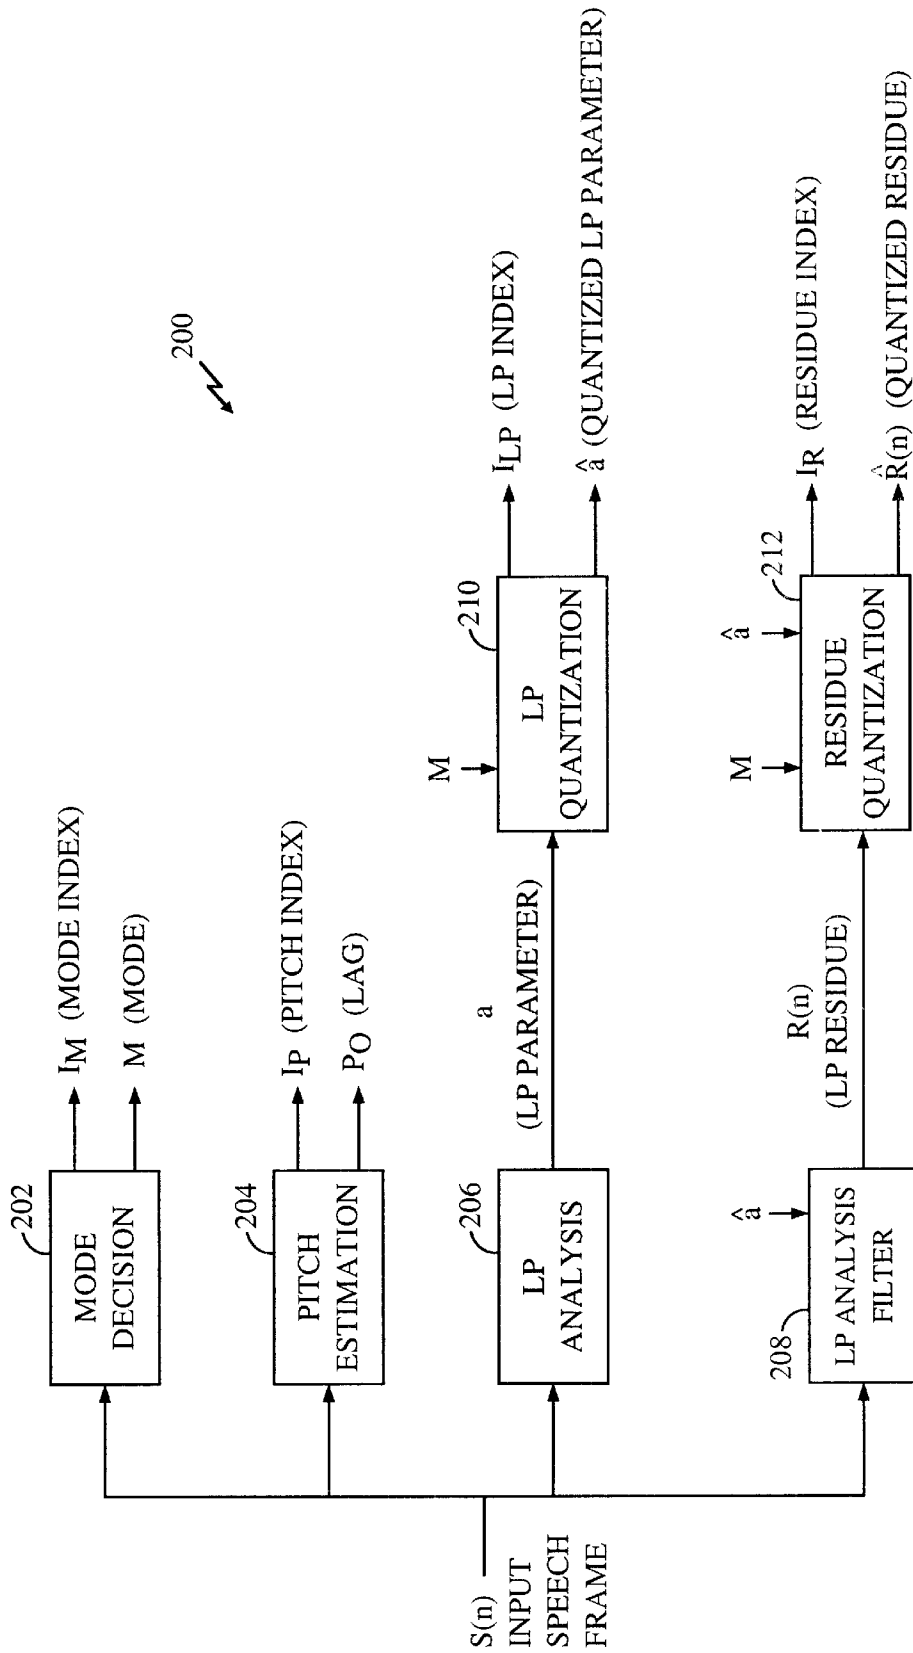 200
S(n)
INPUT
SPEECH
FRAME
202
MODE
DECISION
I_M (MODE INDEX)
M (MODE)
204
PITCH
ESTIMATION
I_P (PITCH INDEX)
P_O (LAG)
206
LP
ANALYSIS
a
(LP PARAMETER)
M
210
LP
QUANTIZATION
I_LP (LP INDEX)
â (QUANTIZED LP PARAMETER)
208
â
LP ANALYSIS
FILTER
R(n)
(LP RESIDUE)
M
â
212
RESIDUE
QUANTIZATION
I_R (RESIDUE INDEX)
R̂(n) (QUANTIZED RESIDUE)